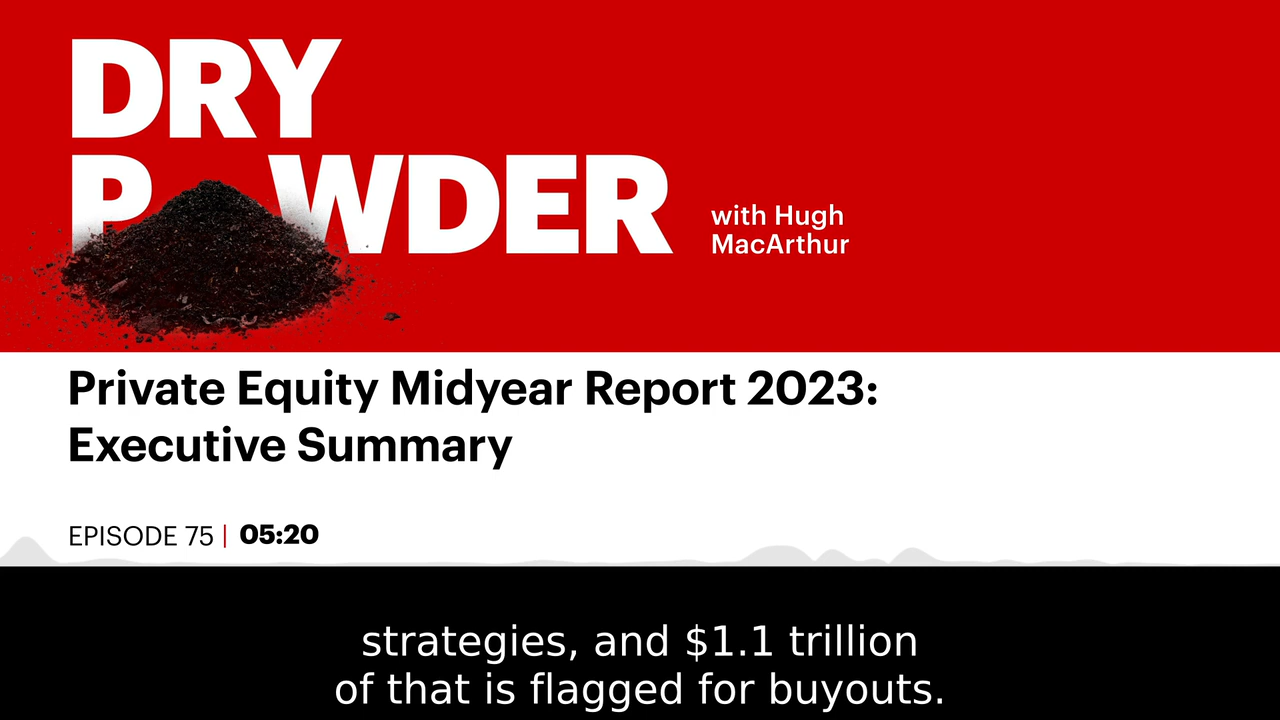 DRY
POWDER
with Hugh
MacArthur
Private Equity Midyear Report 2023:
Executive Summary
EPISODE 75 | 05:20
strategies, and $1.1 trillion
of that is flagged for buyouts.